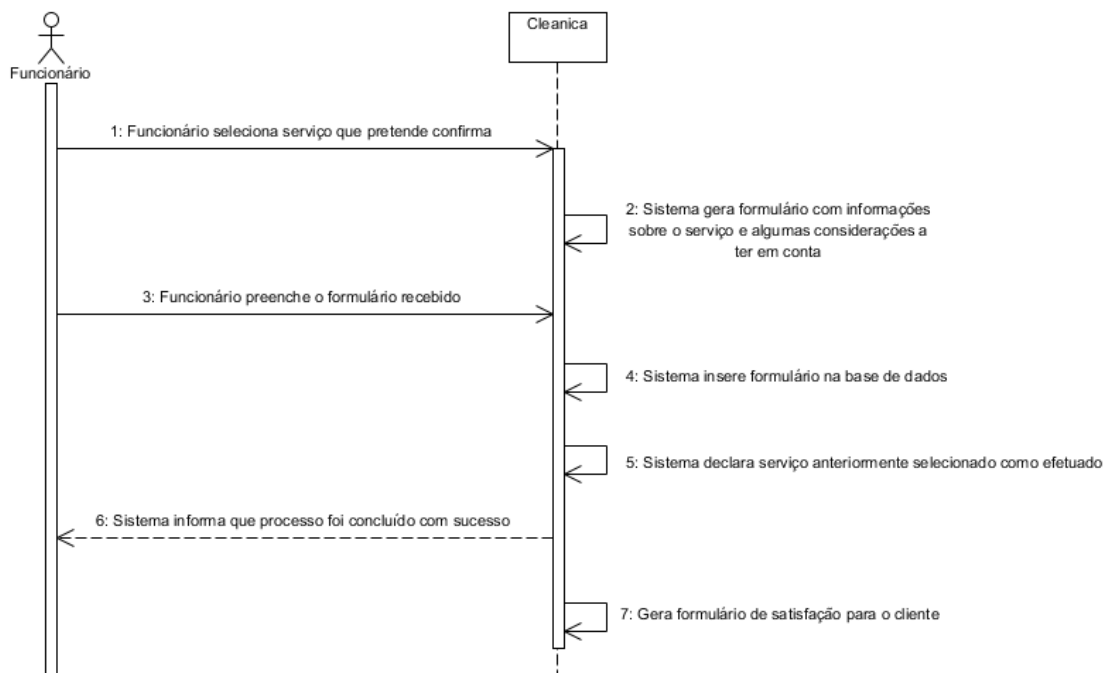 Cleanica
Funcionário
1: Funcionário seleciona serviço que pretende confirma
2: Sistema gera formulário com informações
sobre o serviço e algumas considerações a
ter em conta
3: Funcionário preenche o formulário recebido
4: Sistema insere formulário na base de dados
5: Sistema declara serviço anteriormente selecionado como efetuado
6: Sistema informa que processo foi concluído com sucesso
7: Gera formulário de satisfação para o cliente